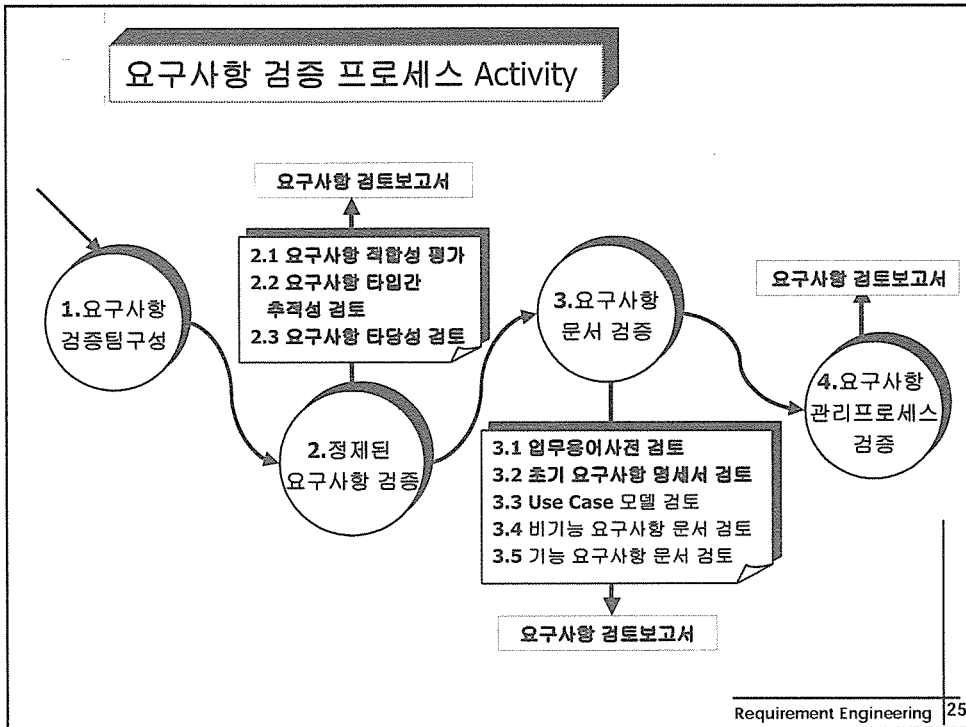 요구사항 검증 프로세스 Activity
요구사항 검토보고서
2.1 요구사항 적합성 평가
2.2 요구사항 타입간
추적성 검토
2.3 요구사항 타당성 검토
1.요구사항
검증팀구성
2.정제된
요구사항 검증
3.요구사항
문서 검증
3.1 업무용어사전 검토
3.2 초기 요구사항 명세서 검토
3.3 Use Case 모델 검토
3.4 비기능 요구사항 문서 검토
3.5 기능 요구사항 문서 검토
요구사항 검토보고서
요구사항 검토보고서
4.요구사항
관리프로세스
검증
Requirement Engineering 25